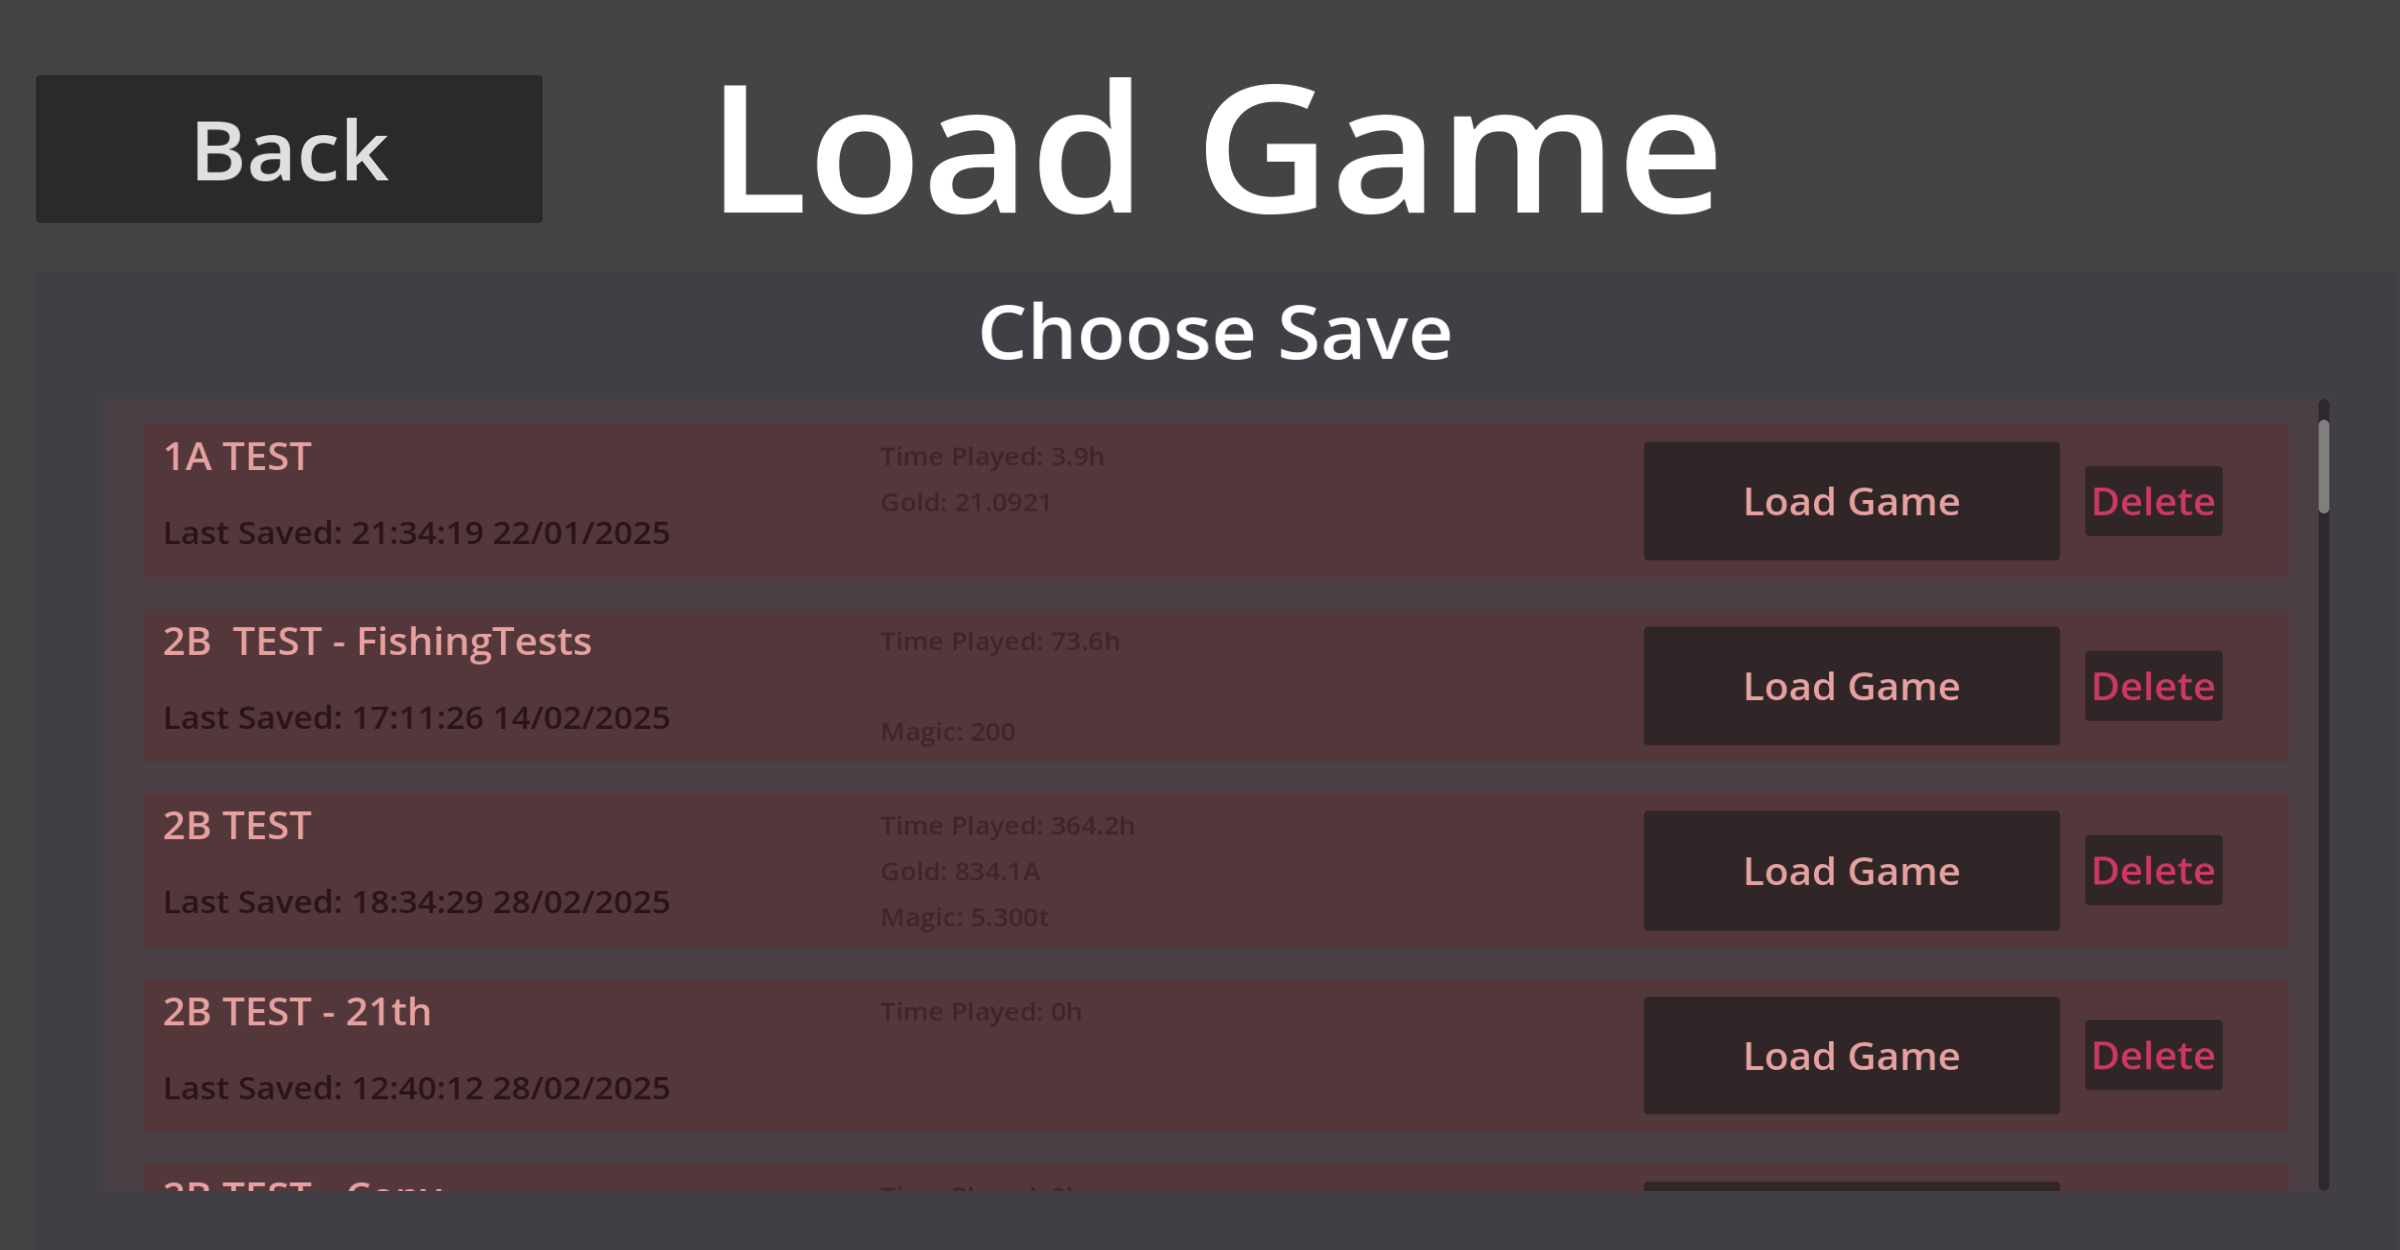 Back
Load Game
Choose Save
1A TEST
Time Played: 3.9h
Gold: 21.0921
Last Saved: 21:34:19 22/01/2025
Load Game
Delete
2B  TEST - FishingTests
Time Played: 73.6h
Last Saved: 17:11:26 14/02/2025
Magic: 200
Load Game
Delete
2B TEST
Time Played: 364.2h
Gold: 834.1A
Last Saved: 18:34:29 28/02/2025
Magic: 5.300t
Load Game
Delete
2B TEST - 21th
Time Played: 0h
Last Saved: 12:40:12 28/02/2025
Load Game
Delete
2B TEST - Copy